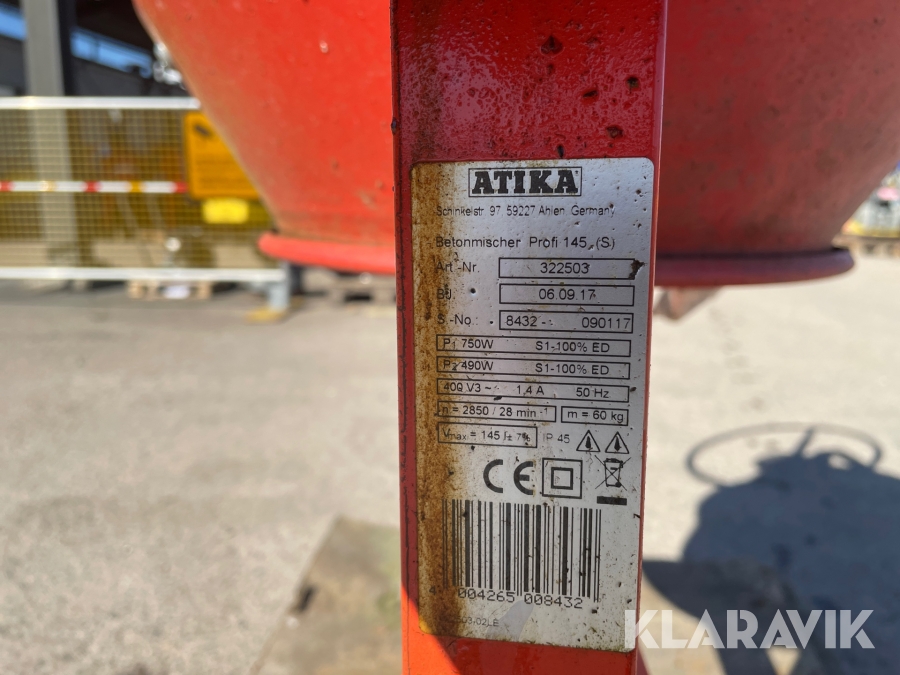 ATIKA
Schinkelstr. 97 59227 Ahlen Germany
Betonmischer Profi 145 (S)
Art.-Nr. 322503
BJ. 06.09.17
S.-No.: 8432 - 090117
P1 750W S1-100% ED
P2 490W S1-100% ED
400 V3~ 1,4 A 50 Hz
n = 2850 / 28 min-1 m = 60 kg
Vmax = 145 l ± 7% IP 45
CE
4 004265 008432
KLARAVIK